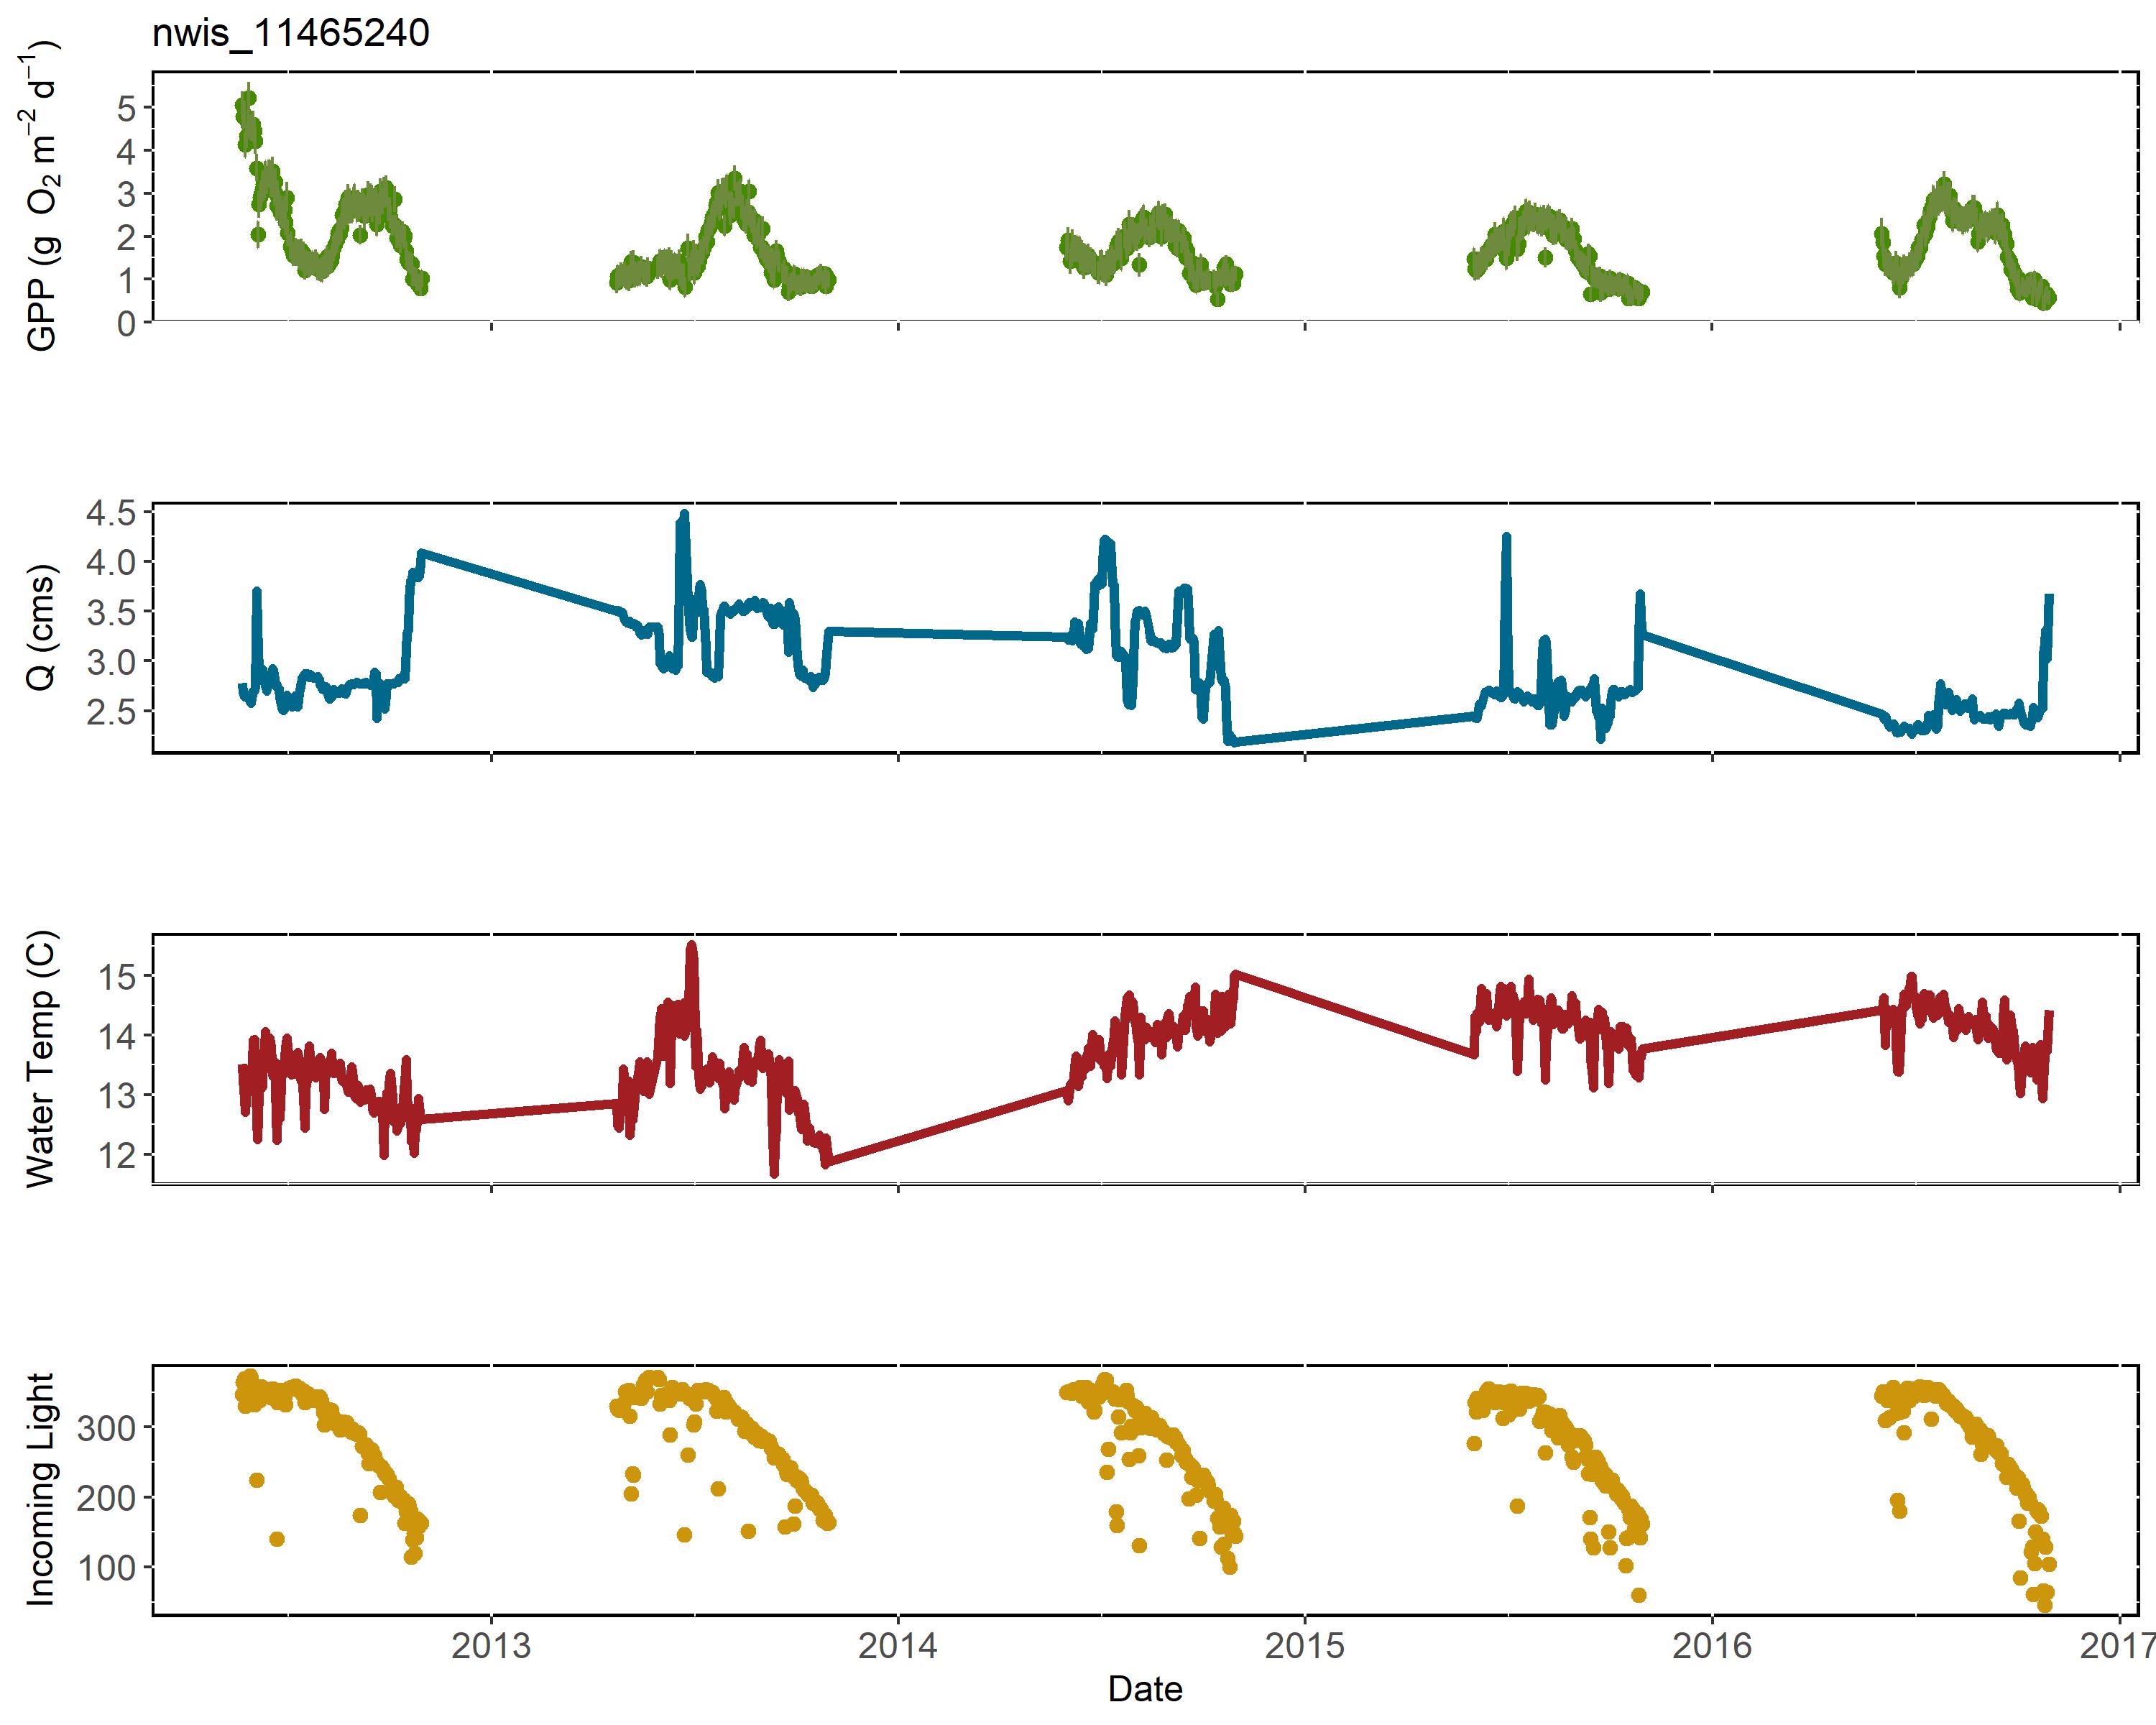 nwis_11465240
GPP (g O₂ m⁻² d⁻¹)
5
4
3
2
1
0
Q (cms)
4.5
4.0
3.5
3.0
2.5
Water Temp (C)
15
14
13
12
Incoming Light
300
200
100
2013 2014 2015 2016 2017
Date